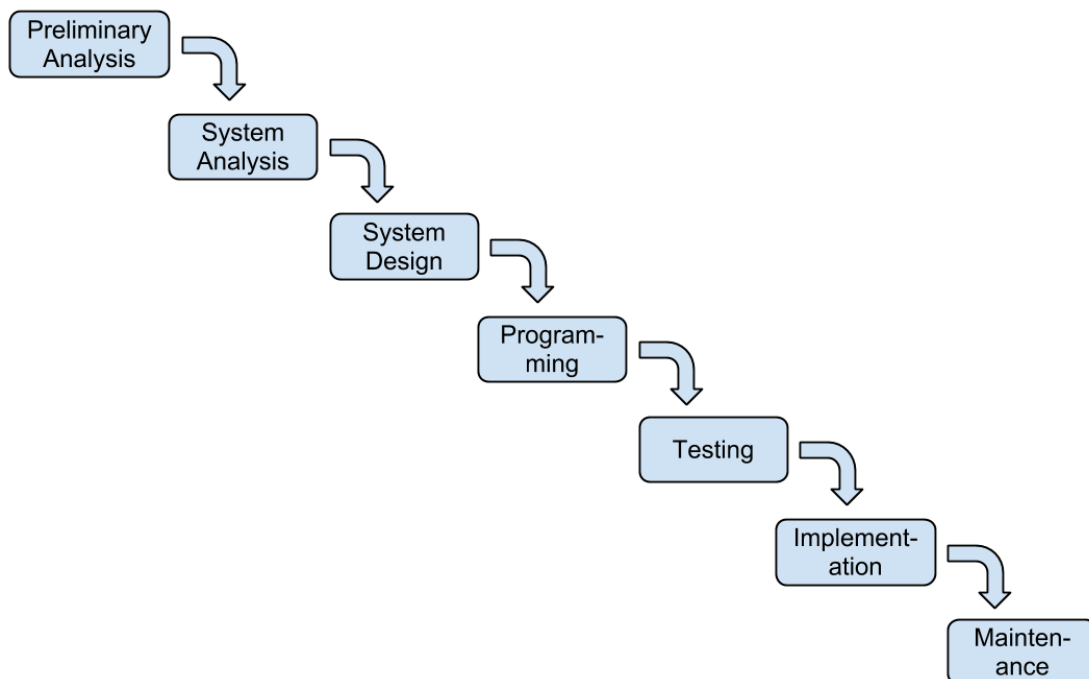 Preliminary
Analysis
System
Analysis
System
Design
Program-
ming
Testing
Implement-
ation
Mainten-
ance